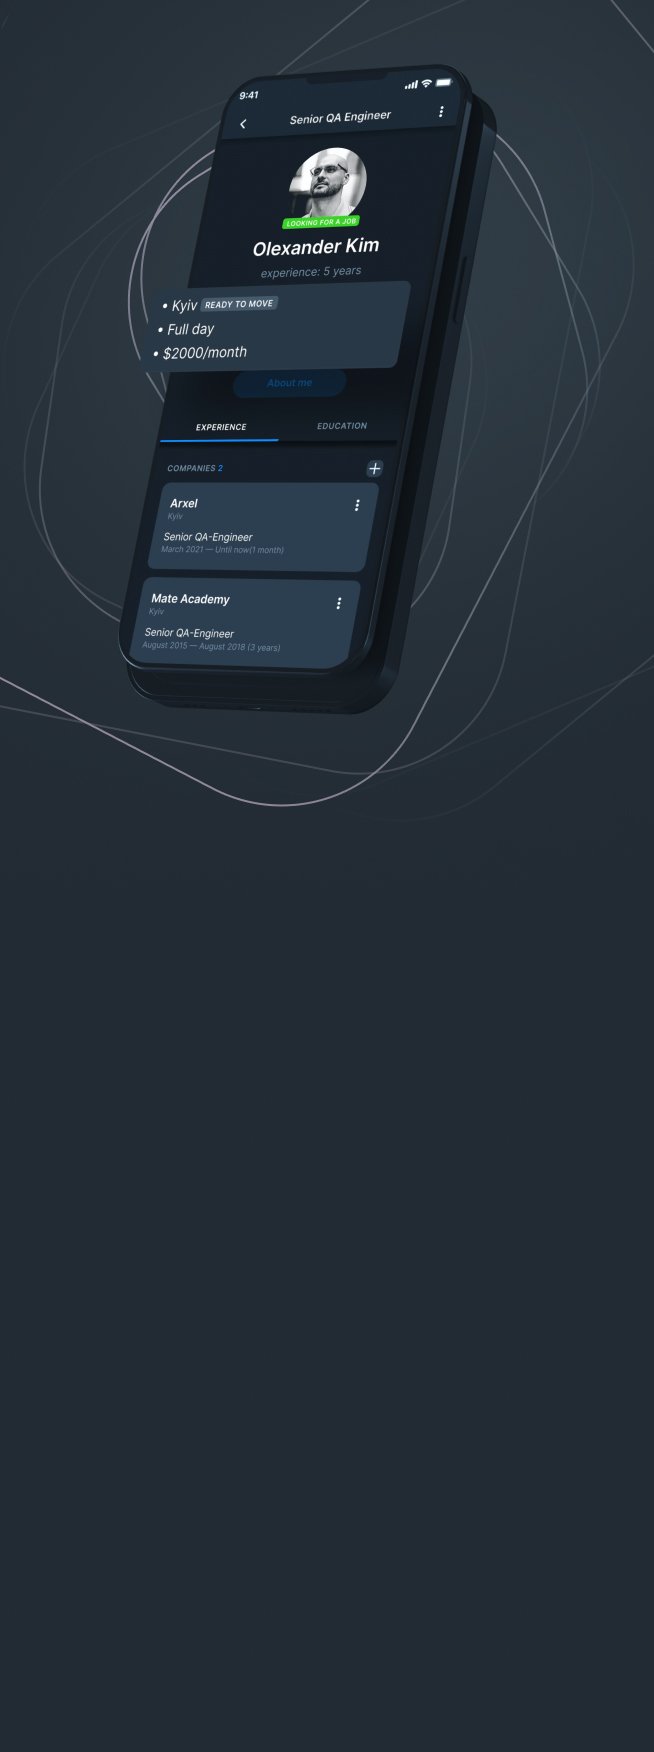 9:41
Senior QA Engineer
LOOKING FOR A JOB
Olexander Kim
experience: 5 years
• Kyiv READY TO MOVE
• Full day
• $2000/month
About me
EXPERIENCE EDUCATION
COMPANIES 2
Arxel
Kyiv
Senior QA-Engineer
March 2021 — Until now(1 month)
Mate Academy
Kyiv
Senior QA-Engineer
August 2015 — August 2018 (3 years)